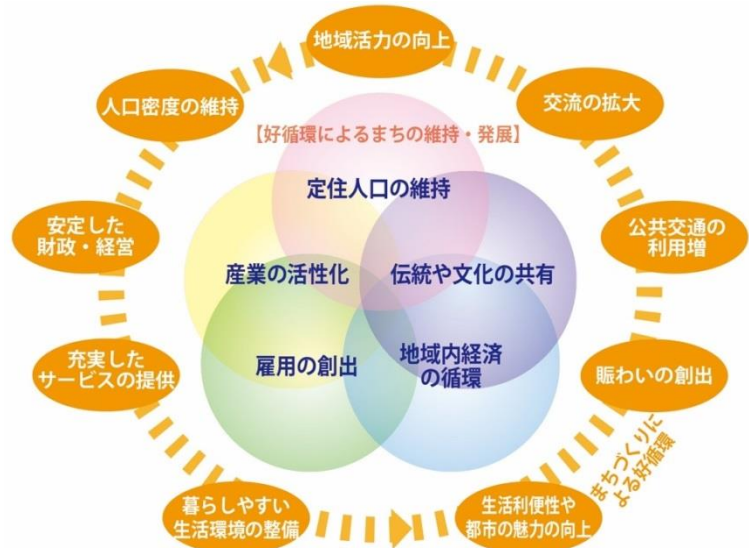 地域活力の向上
人口密度の維持
交流の拡大
【好循環によるまちの維持・発展】
定住人口の維持
安定した
財政・経営
公共交通の
利用増
産業の活性化
伝統や文化の共有
充実した
サービスの提供
雇用の創出
地域内経済
の循環
賑わいの創出
まちづくりに
よる好循環
暮らしやすい
生活環境の整備
生活利便性や
都市の魅力の向上